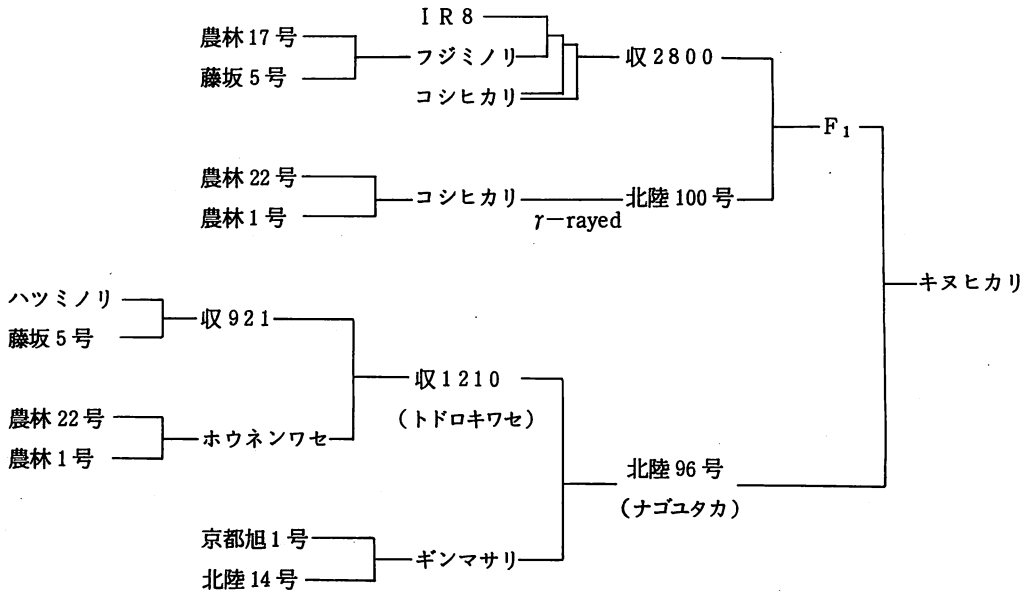 IR8
農林17号
フジミノリ
収2800
藤坂5号
コシヒカリ
F₁
農林22号
コシヒカリ
北陸100号
農林1号
γ-rayed
キヌヒカリ
ハツミノリ
収921
藤坂5号
収1210
(トドロキワセ)
農林22号
ホウネンワセ
農林1号
北陸96号
(ナゴユタカ)
京都旭1号
ギンマサリ
北陸14号